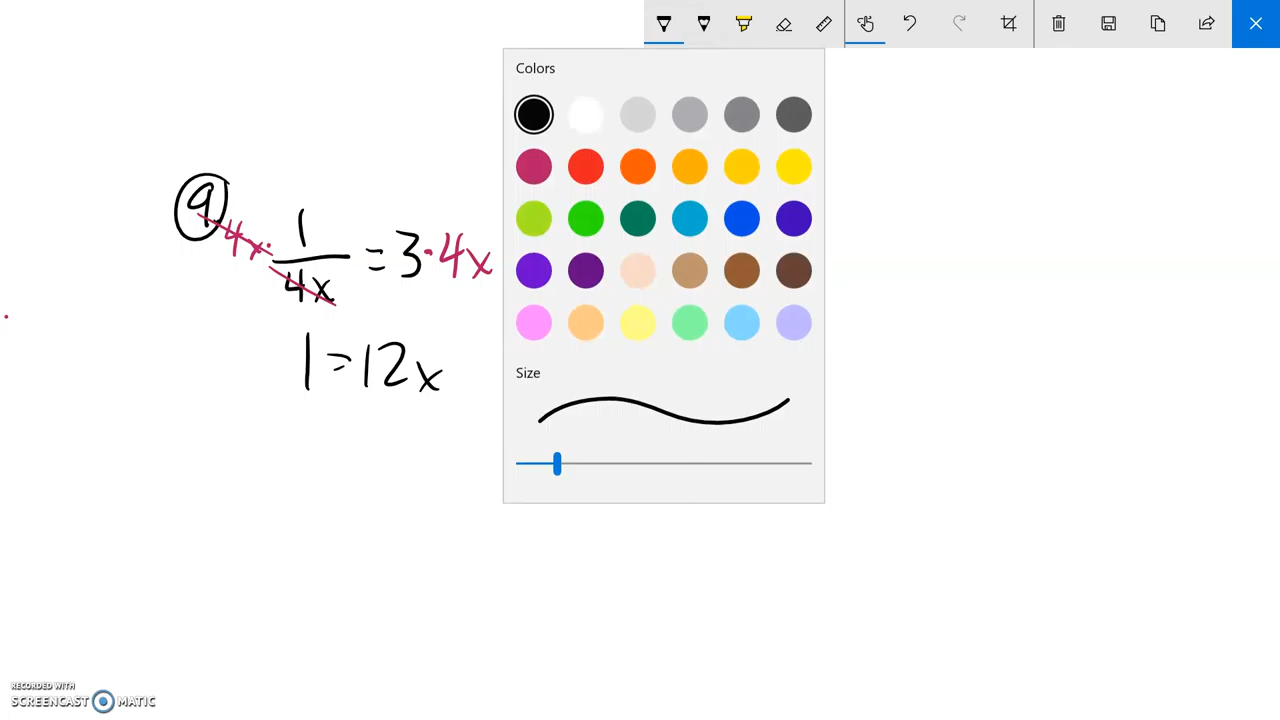 Colors
9
4x · 1/4x = 3 · 4x
1 = 12x
Size
RECORDED WITH
SCREENCAST MATIC